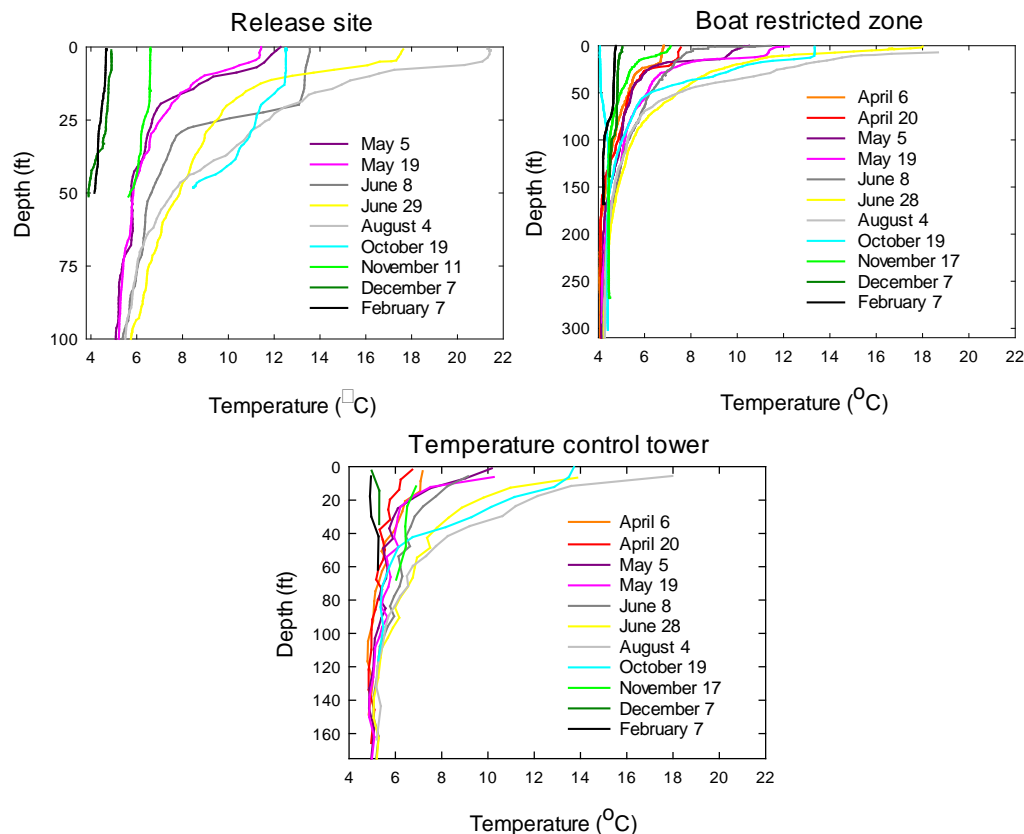 Release site
0
25
50
75
100
Depth (ft)
4 6 8 10 12 14 16 18 20 22
Temperature (□C)
May 5
May 19
June 8
June 29
August 4
October 19
November 11
December 7
February 7
Boat restricted zone
0
50
100
150
200
250
300
Depth (ft)
4 6 8 10 12 14 16 18 20 22
Temperature (ºC)
April 6
April 20
May 5
May 19
June 8
June 28
August 4
October 19
November 17
December 7
February 7
Temperature control tower
0
20
40
60
80
100
120
140
160
Depth (ft)
4 6 8 10 12 14 16 18 20 22
Temperature (ºC)
April 6
April 20
May 5
May 19
June 8
June 28
August 4
October 19
November 17
December 7
February 7